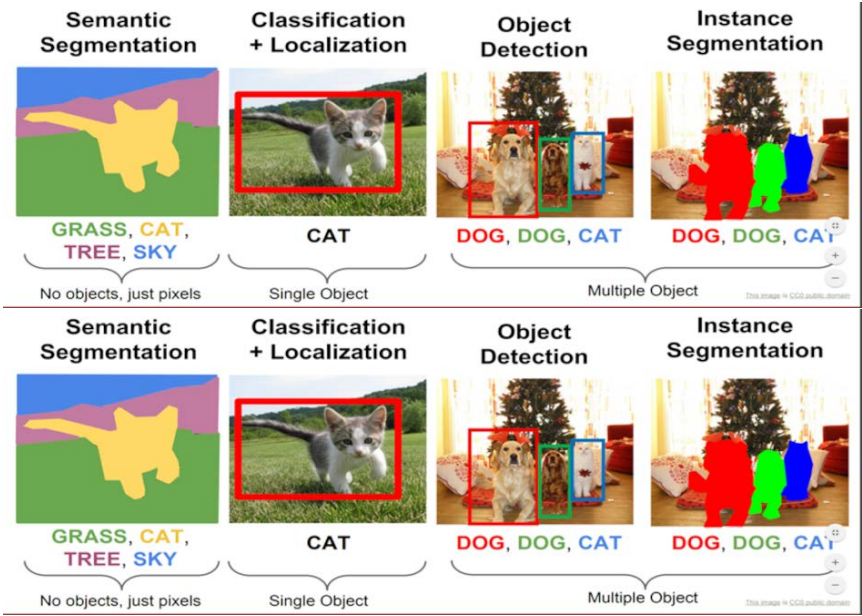 Semantic Segmentation
Classification + Localization
Object Detection
Instance Segmentation
GRASS, CAT, TREE, SKY
CAT
DOG, DOG, CAT
DOG, DOG, CAT
No objects, just pixels
Single Object
Multiple Object
This image is CC0 public domain
Semantic Segmentation
Classification + Localization
Object Detection
Instance Segmentation
GRASS, CAT, TREE, SKY
CAT
DOG, DOG, CAT
DOG, DOG, CAT
No objects, just pixels
Single Object
Multiple Object
This image is CC0 public domain